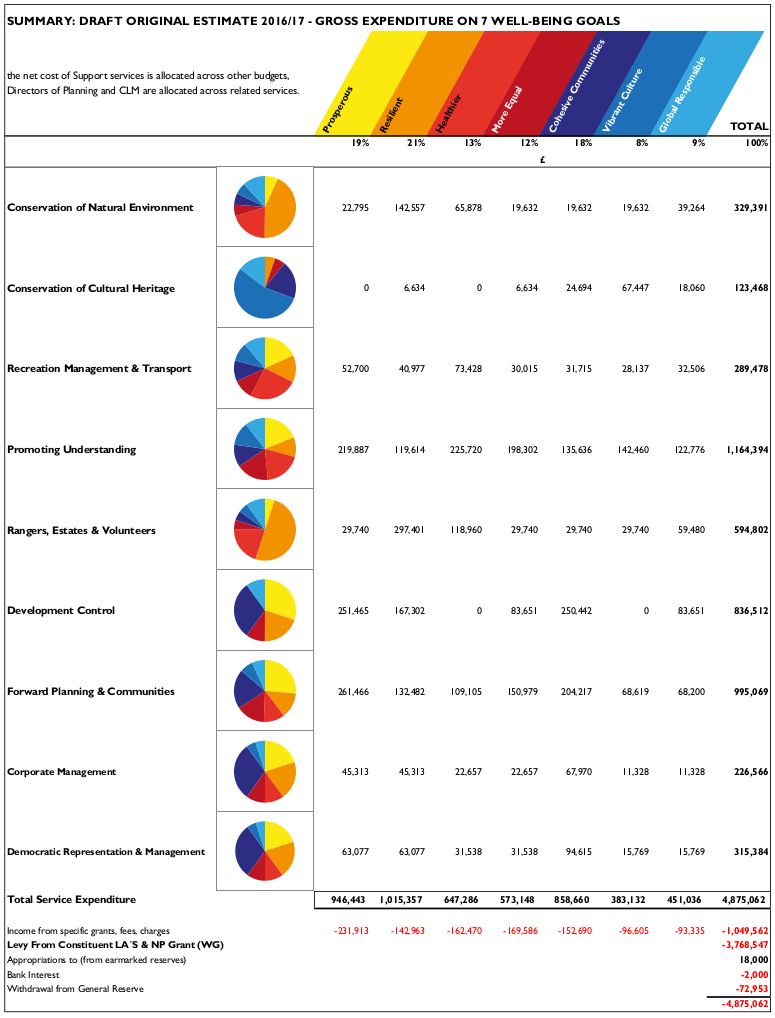 SUMMARY: DRAFT ORIGINAL ESTIMATE 2016/17 - GROSS EXPENDITURE ON 7 WELL-BEING GOALS
the net cost of Support services is allocated across other budgets,
Directors of Planning and CLM are allocated across related services.
Prosperous Resilient Healthier More Equal Cohesive Communities Vibrant Culture Global Responsible TOTAL
19% 21% 13% 12% 18% 8% 9% 100%
£
Conservation of Natural Environment 22,795 142,557 65,878 19,632 19,632 19,632 39,264 329,391
Conservation of Cultural Heritage 0 6,634 0 6,634 24,694 67,447 18,060 123,468
Recreation Management & Transport 52,700 40,977 73,428 30,015 31,715 28,137 32,506 289,478
Promoting Understanding 219,887 119,614 225,720 198,302 135,636 142,460 122,776 1,164,394
Rangers, Estates & Volunteers 29,740 297,401 118,960 29,740 29,740 29,740 59,480 594,802
Development Control 251,465 167,302 0 83,651 250,442 0 83,651 836,512
Forward Planning & Communities 261,466 132,482 109,105 150,979 204,217 68,619 68,200 995,069
Corporate Management 45,313 45,313 22,657 22,657 67,970 11,328 11,328 226,566
Democratic Representation & Management 63,077 63,077 31,538 31,538 94,615 15,769 15,769 315,384
Total Service Expenditure 946,443 1,015,357 647,286 573,148 858,660 383,132 451,036 4,875,062
Income from specific grants, fees, charges -231,913 -142,963 -162,470 -169,586 -152,690 -96,605 -93,335 -1,049,562
Levy From Constituent LA´S & NP Grant (WG) -3,768,547
Appropriations to (from earmarked reserves) 18,000
Bank Interest -2,000
Withdrawal from General Reserve -72,953
-4,875,062